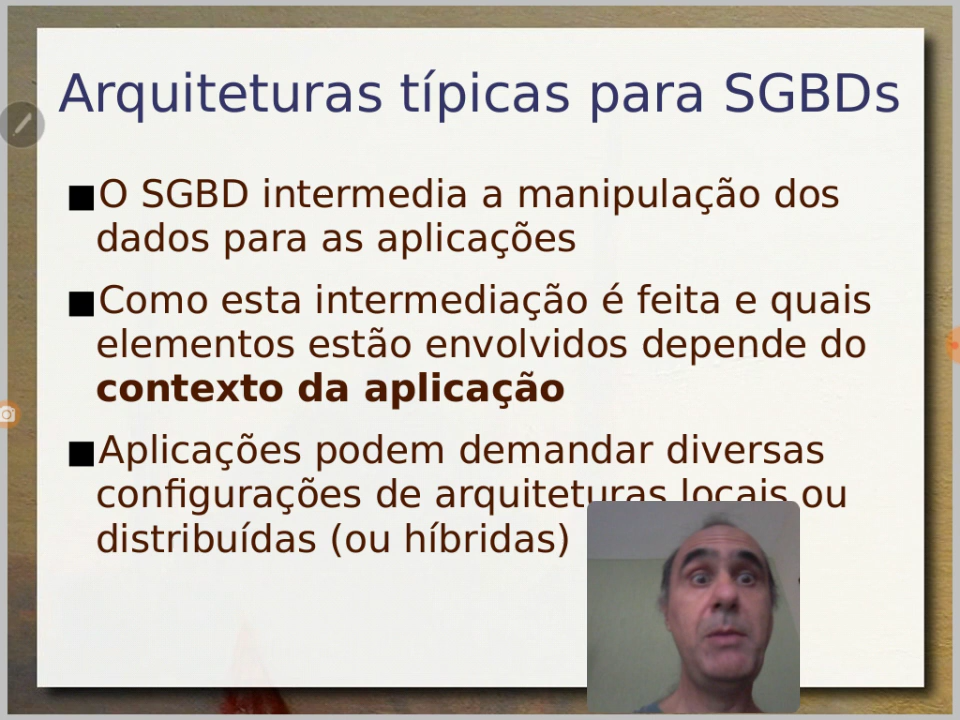 Arquiteturas típicas para SGBDs
■O SGBD intermedia a manipulação dos
dados para as aplicações
■Como esta intermediação é feita e quais
elementos estão envolvidos depende do
contexto da aplicação
■Aplicações podem demandar diversas
configurações de arquiteturas locais ou
distribuídas (ou híbridas)